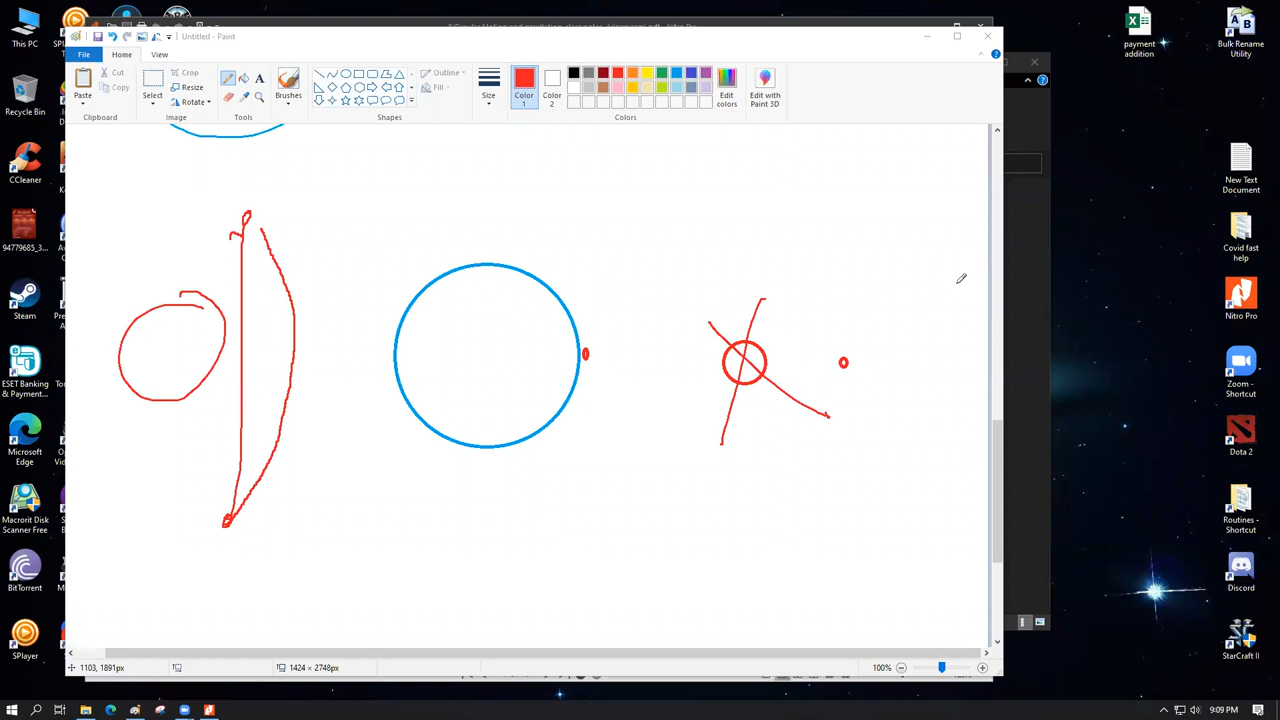 This PC
Recycle Bin
CCleaner
94779685_3...
Steam
ESET Banking
& Payment...
Microsoft
Edge
Macrorit Disk
Scanner Free
BitTorrent
SPlayer
Untitled - Paint
File
Home
View
Paste
Cut
Copy
Clipboard
Select
Crop
Resize
Rotate
Image
Tools
Brushes
Outline
Fill
Shapes
Size
Color
1
Color
2
Edit
colors
Edit with
Paint 3D
Colors
1103, 1891px
1424 × 2748px
100%
payment
addition
Bulk Rename
Utility
New Text
Document
Covid fast
help
Nitro Pro
Zoom -
Shortcut
Dota 2
Routines -
Shortcut
Discord
StarCraft II
9:09 PM